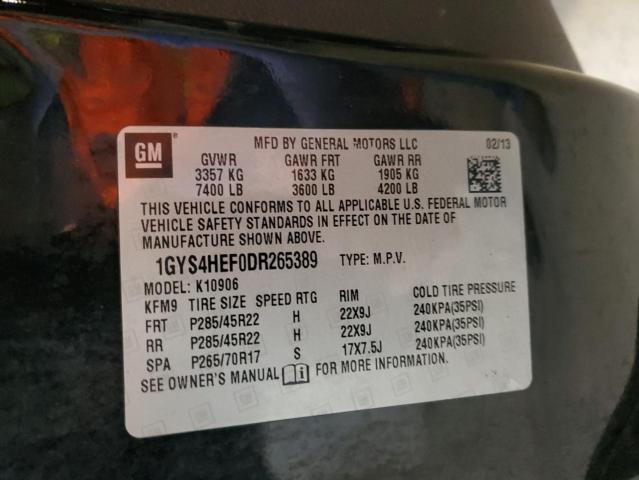 GM
MFD BY GENERAL MOTORS LLC 02/13
GVWR GAWR FRT GAWR RR
3357 KG 1633 KG 1905 KG
7400 LB 3600 LB 4200 LB
THIS VEHICLE CONFORMS TO ALL APPLICABLE U.S. FEDERAL MOTOR
VEHICLE SAFETY STANDARDS IN EFFECT ON THE DATE OF
MANUFACTURE SHOWN ABOVE.
1GYS4HEF0DR265389 TYPE: M.P.V.
MODEL: K10906
KFM9 TIRE SIZE SPEED RTG RIM COLD TIRE PRESSURE
FRT P285/45R22 H 22X9J 240KPA(35PSI)
RR P285/45R22 H 22X9J 240KPA(35PSI)
SPA P265/70R17 S 17X7.5J 240KPA(35PSI)
SEE OWNER'S MANUAL FOR MORE INFORMATION.